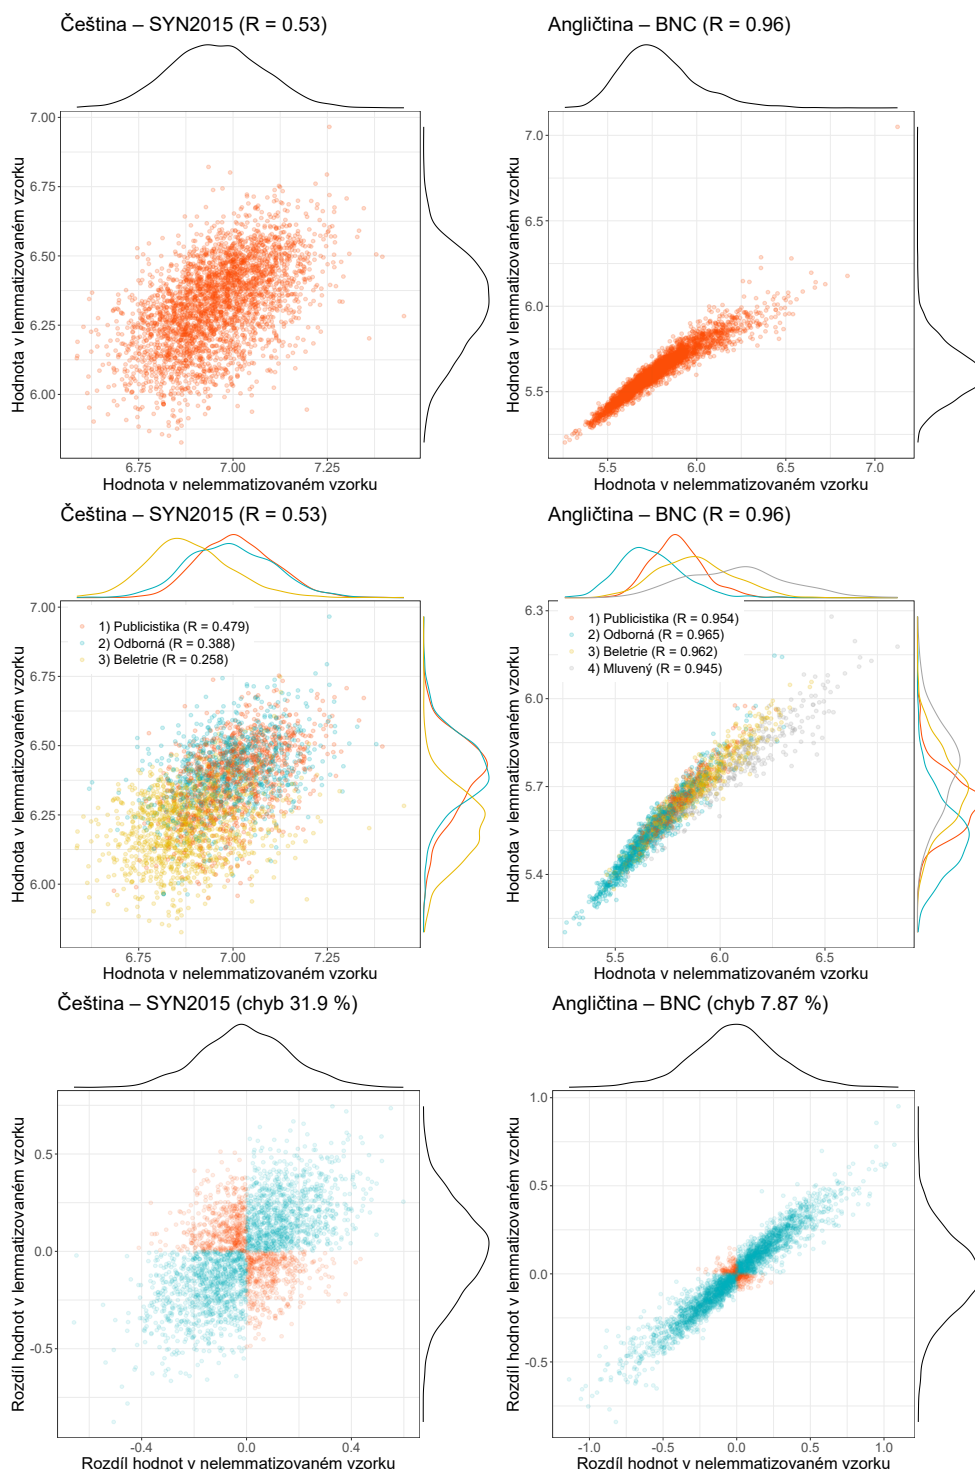 Čeština – SYN2015 (R = 0.53)
7.00
6.75
6.50
6.25
6.00
Hodnota v lemmatizovaném vzorku
6.75 7.00 7.25
Hodnota v nelemmatizovaném vzorku
Angličtina – BNC (R = 0.96)
7.0
6.5
6.0
5.5
Hodnota v lemmatizovaném vzorku
5.5 6.0 6.5 7.0
Hodnota v nelemmatizovaném vzorku
Čeština – SYN2015 (R = 0.53)
1) Publicistika (R = 0.479)
2) Odborná (R = 0.388)
3) Beletrie (R = 0.258)
7.00
6.75
6.50
6.25
6.00
Hodnota v lemmatizovaném vzorku
6.75 7.00 7.25
Hodnota v nelemmatizovaném vzorku
Angličtina – BNC (R = 0.96)
1) Publicistika (R = 0.954)
2) Odborná (R = 0.965)
3) Beletrie (R = 0.962)
4) Mluvený (R = 0.945)
6.3
6.0
5.7
5.4
Hodnota v lemmatizovaném vzorku
5.5 6.0 6.5
Hodnota v nelemmatizovaném vzorku
Čeština – SYN2015 (chyb 31.9 %)
0.5
0.0
-0.5
Rozdíl hodnot v lemmatizovaném vzorku
-0.4 0.0 0.4
Rozdíl hodnot v nelemmatizovaném vzorku
Angličtina – BNC (chyb 7.87 %)
1.0
0.5
0.0
-0.5
Rozdíl hodnot v lemmatizovaném vzorku
-1.0 -0.5 0.0 0.5 1.0
Rozdíl hodnot v nelemmatizovaném vzorku